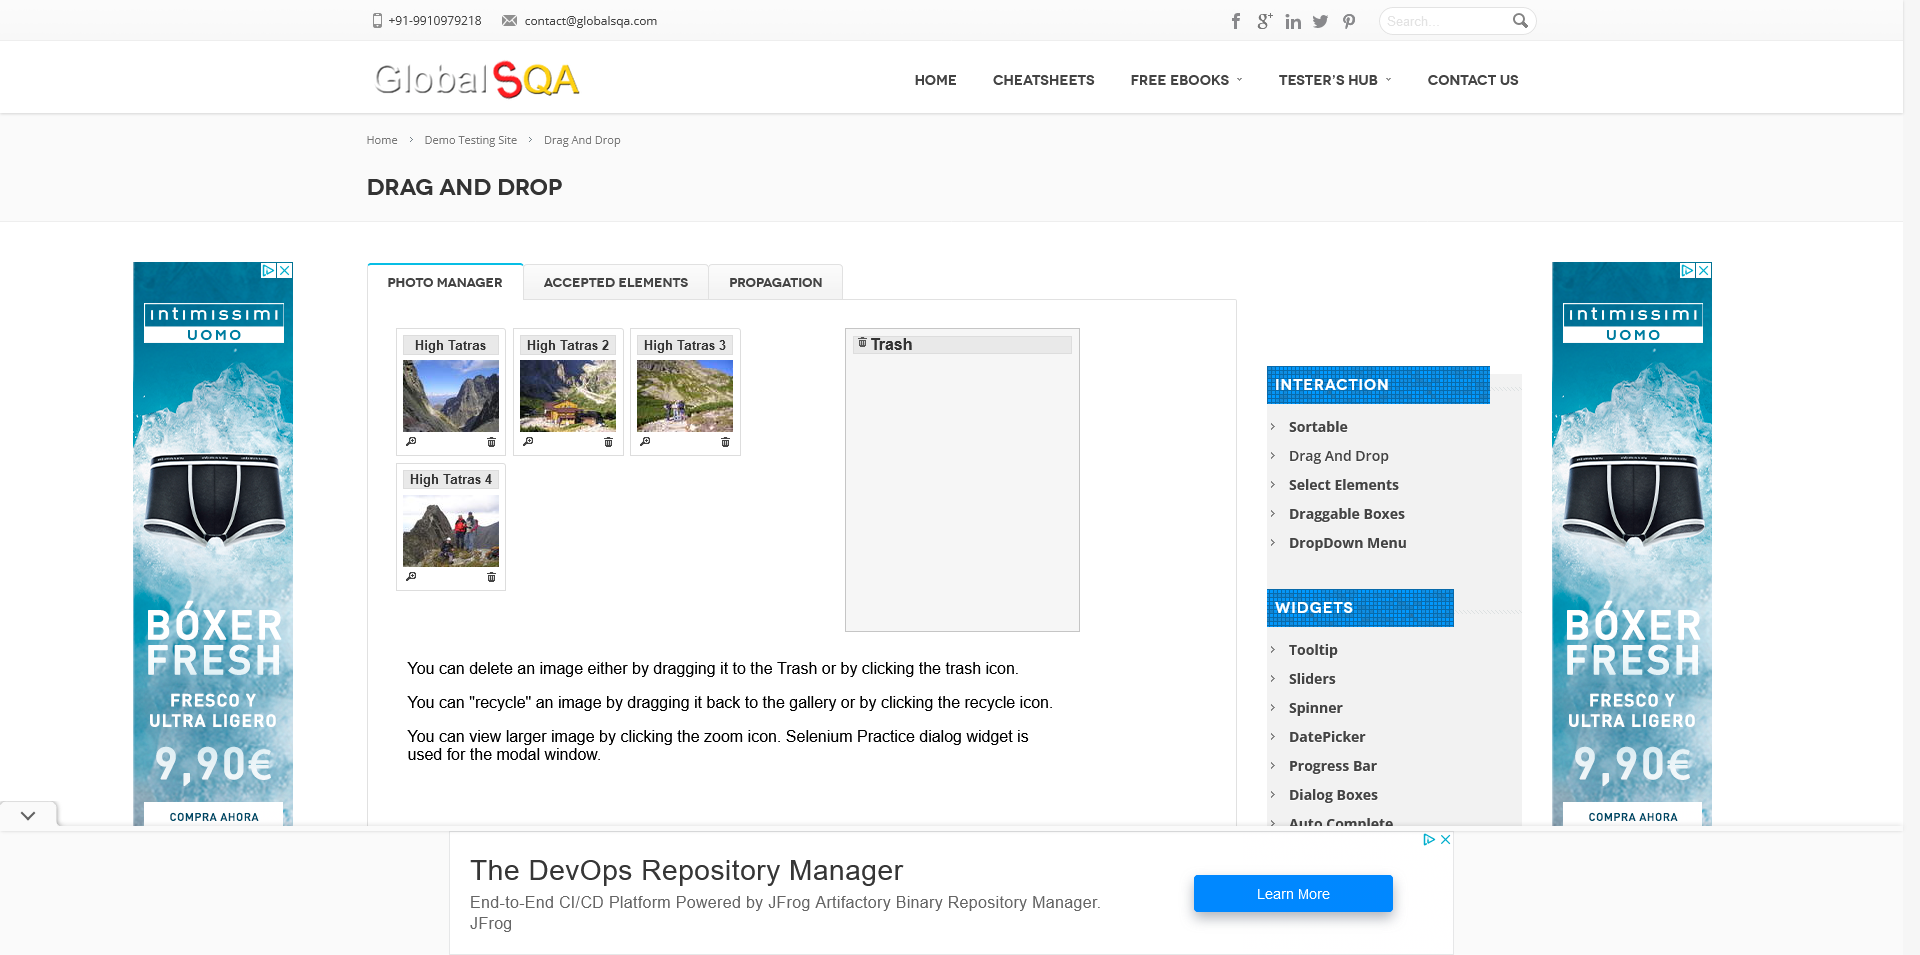 +91-9910979218 contact@globalsqa.com
Search...
GlobalSQA
HOME CHEATSHEETS FREE EBOOKS TESTER'S HUB CONTACT US
Home > Demo Testing Site > Drag And Drop
DRAG AND DROP
intimissimi
UOMO
BÓXER
FRESH
FRESCO Y
ULTRA LIGERO
9,90€
COMPRA AHORA
PHOTO MANAGER ACCEPTED ELEMENTS PROPAGATION
High Tatras High Tatras 2 High Tatras 3
High Tatras 4
Trash
You can delete an image either by dragging it to the Trash or by clicking the trash icon.
You can "recycle" an image by dragging it back to the gallery or by clicking the recycle icon.
You can view larger image by clicking the zoom icon. Selenium Practice dialog widget is
used for the modal window.
INTERACTION
Sortable
Drag And Drop
Select Elements
Draggable Boxes
DropDown Menu
WIDGETS
Tooltip
Sliders
Spinner
DatePicker
Progress Bar
Dialog Boxes
Auto Complete
intimissimi
UOMO
BÓXER
FRESH
FRESCO Y
ULTRA LIGERO
9,90€
COMPRA AHORA
The DevOps Repository Manager
End-to-End CI/CD Platform Powered by JFrog Artifactory Binary Repository Manager.
JFrog
Learn More